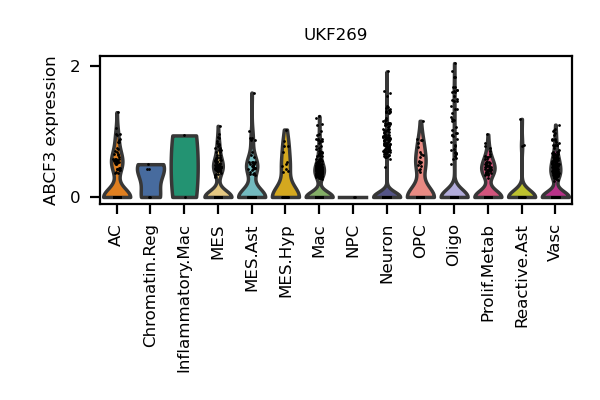 UKF269
ABCF3 expression
2
0
AC
Chromatin.Reg
Inflammatory.Mac
MES
MES.Ast
MES.Hyp
Mac
NPC
Neuron
OPC
Oligo
Prolif.Metab
Reactive.Ast
Vasc